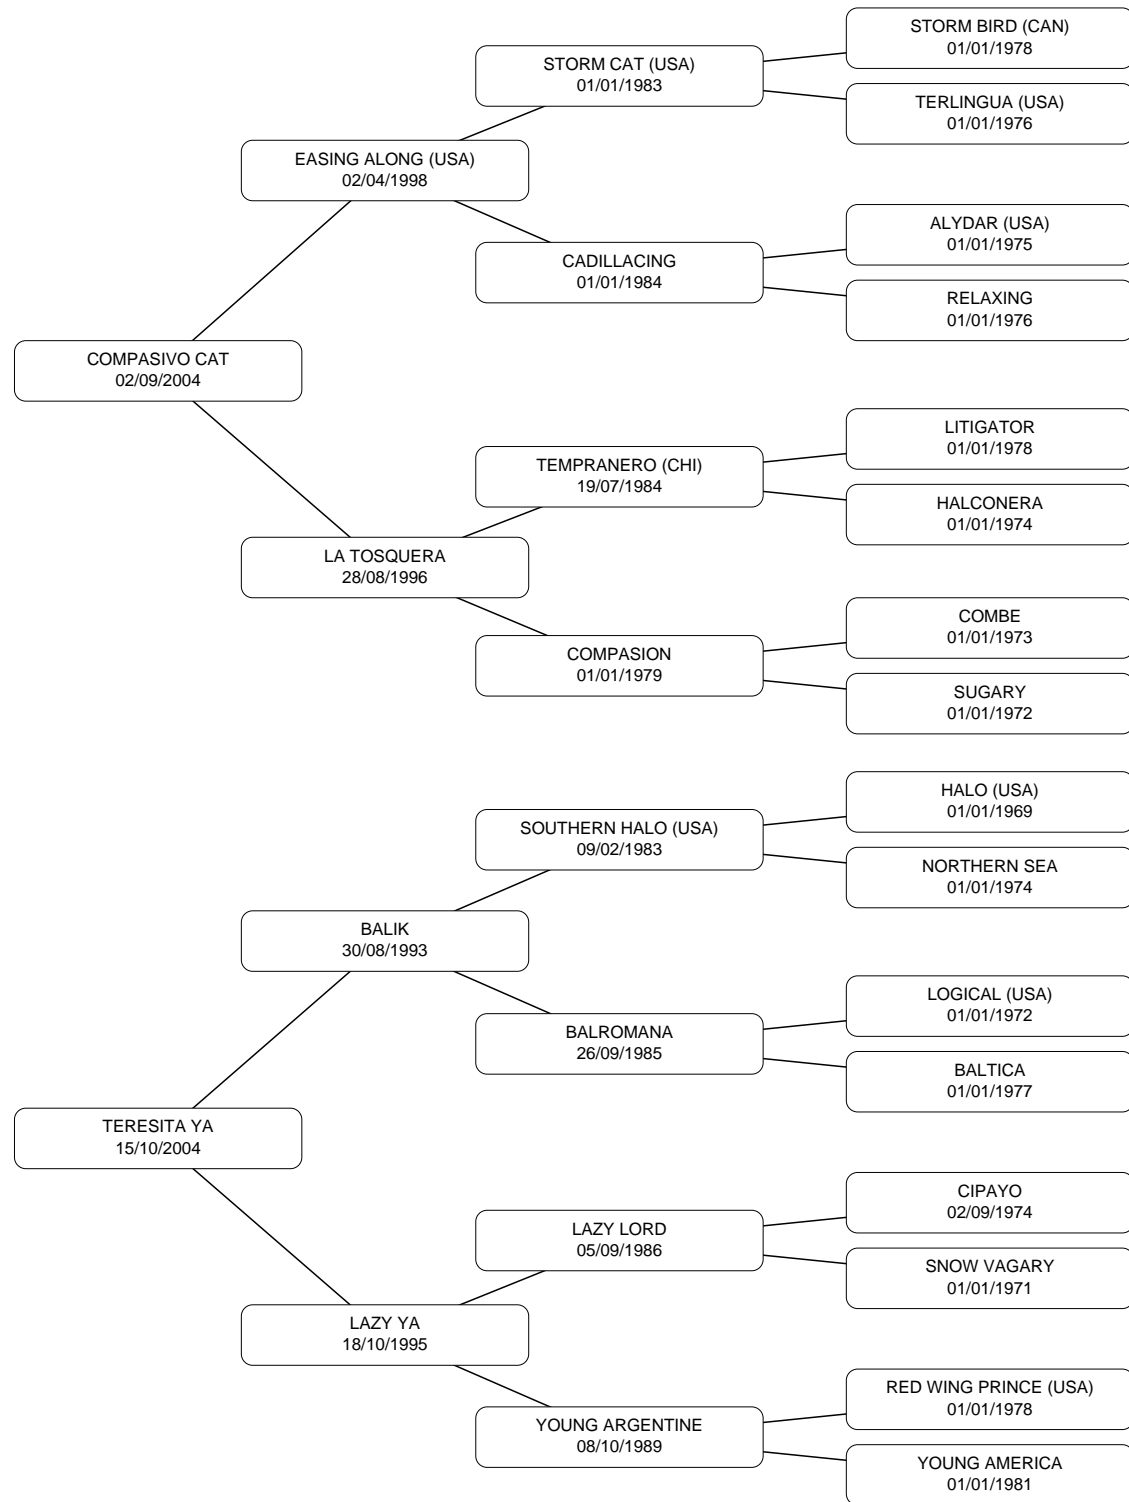 STORM BIRD (CAN)
01/01/1978
STORM CAT (USA)
01/01/1983
TERLINGUA (USA)
01/01/1976
EASING ALONG (USA)
02/04/1998
ALYDAR (USA)
01/01/1975
CADILLACING
01/01/1984
RELAXING
01/01/1976
COMPASIVO CAT
02/09/2004
LITIGATOR
01/01/1978
TEMPRANERO (CHI)
19/07/1984
HALCONERA
01/01/1974
LA TOSQUERA
28/08/1996
COMBE
01/01/1973
COMPASION
01/01/1979
SUGARY
01/01/1972
HALO (USA)
01/01/1969
SOUTHERN HALO (USA)
09/02/1983
NORTHERN SEA
01/01/1974
BALIK
30/08/1993
LOGICAL (USA)
01/01/1972
BALROMANA
26/09/1985
BALTICA
01/01/1977
TERESITA YA
15/10/2004
CIPAYO
02/09/1974
LAZY LORD
05/09/1986
SNOW VAGARY
01/01/1971
LAZY YA
18/10/1995
RED WING PRINCE (USA)
01/01/1978
YOUNG ARGENTINE
08/10/1989
YOUNG AMERICA
01/01/1981